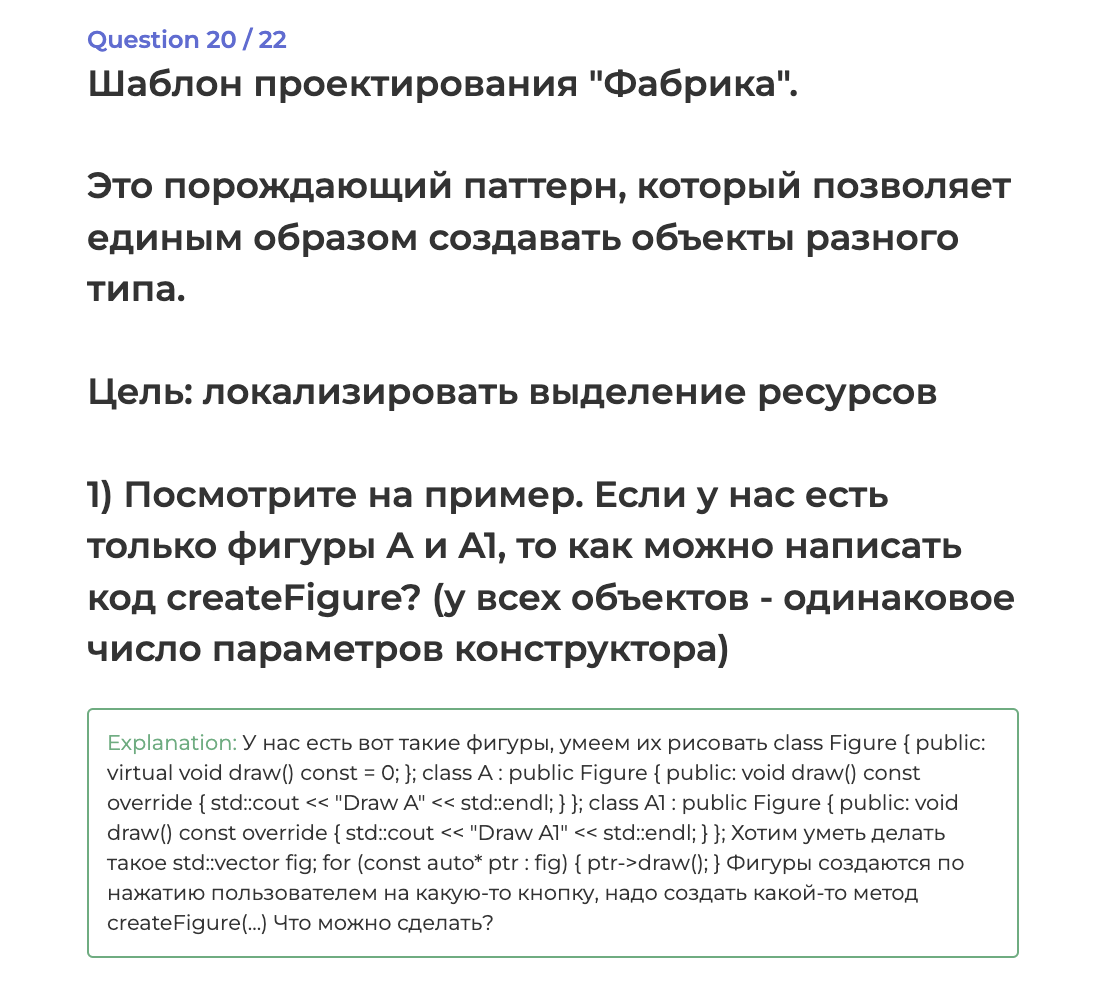 Question 20 / 22
Шаблон проектирования "Фабрика".
Это порождающий паттерн, который позволяет
единым образом создавать объекты разного
типа.
Цель: локализировать выделение ресурсов
1) Посмотрите на пример. Если у нас есть
только фигуры A и A1, то как можно написать
код createFigure? (у всех объектов - одинаковое
число параметров конструктора)
Explanation: У нас есть вот такие фигуры, умеем их рисовать class Figure { public:
virtual void draw() const = 0; }; class A : public Figure { public: void draw() const
override { std::cout << "Draw A" << std::endl; } }; class A1 : public Figure { public: void
draw() const override { std::cout << "Draw A1" << std::endl; } }; Хотим уметь делать
такое std::vector fig; for (const auto* ptr : fig) { ptr->draw(); } Фигуры создаются по
нажатию пользователем на какую-то кнопку, надо создать какой-то метод
createFigure(...) Что можно сделать?